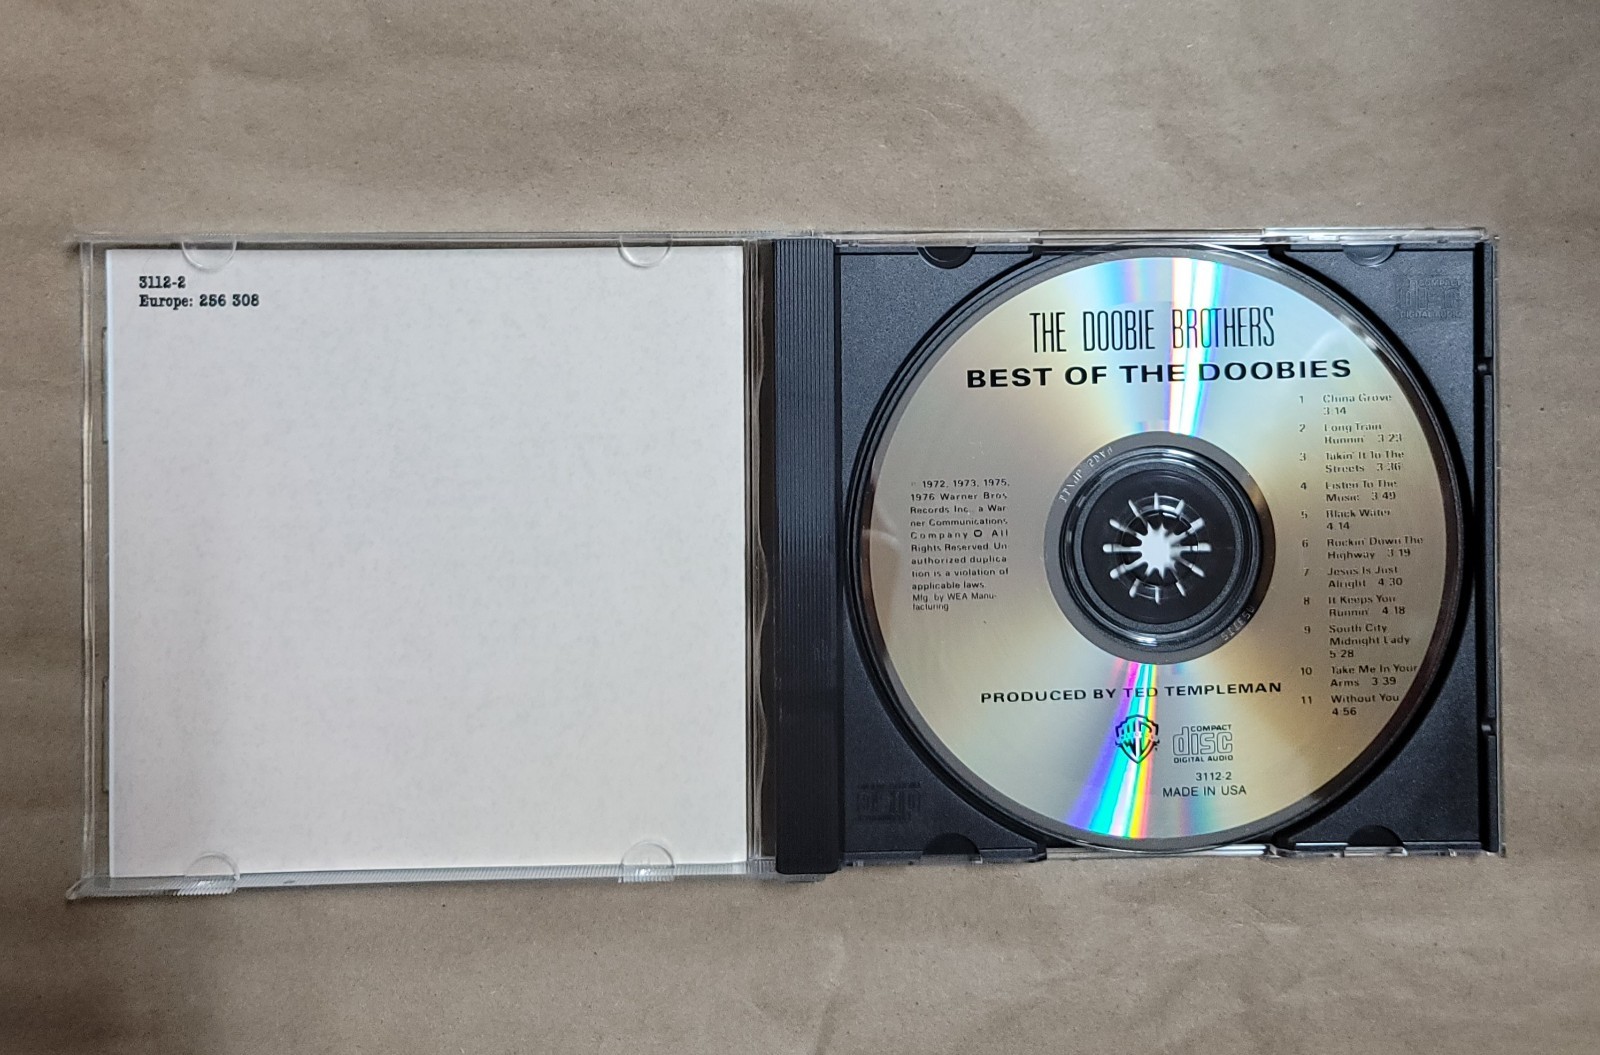 3112-2
Europe: 256 308
THE DOOBIE BROTHERS
BEST OF THE DOOBIES
1 China Grove
3:14
2 Long Train
Runnin' 3:23
3 Takin' It To The
Streets 3:36
4 Listen To The
Music 3:49
5 Black Water
4:14
6 Rockin' Down The
Highway 3:19
7 Jesus Is Just
Alright 4:30
8 It Keeps You
Runnin' 4:18
9 South City
Midnight Lady
5:28
10 Take Me In Your
Arms 3:39
11 Without You
4:56
℗ 1972, 1973, 1975,
1976 Warner Bros.
Records Inc., a War-
ner Communications
Company O All
Rights Reserved. Un-
authorized duplica-
tion is a violation of
applicable laws.
Mfg. by WEA Manu-
facturing
PRODUCED BY TED TEMPLEMAN
COMPACT
disc
DIGITAL AUDIO
3112-2
MADE IN USA
COMPACT
disc
DIGITAL AUDIO